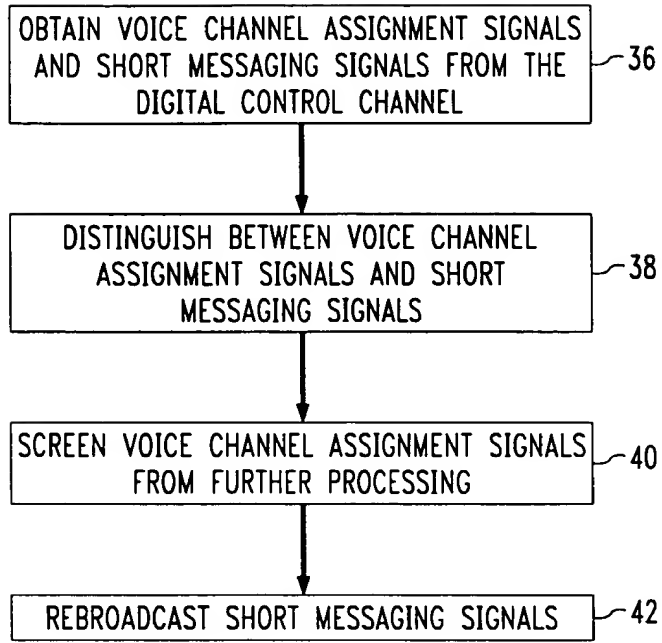 OBTAIN VOICE CHANNEL ASSIGNMENT SIGNALS
AND SHORT MESSAGING SIGNALS FROM THE
DIGITAL CONTROL CHANNEL
36
DISTINGUISH BETWEEN VOICE CHANNEL
ASSIGNMENT SIGNALS AND SHORT
MESSAGING SIGNALS
38
SCREEN VOICE CHANNEL ASSIGNMENT SIGNALS
FROM FURTHER PROCESSING
40
REBROADCAST SHORT MESSAGING SIGNALS
42